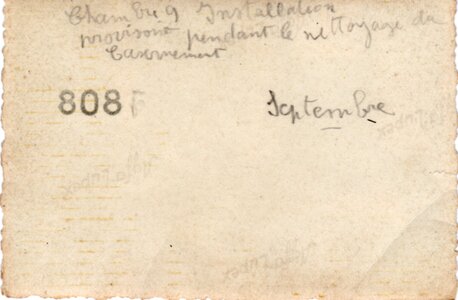 Chambre 9 Installation
provisoire pendant le nettoyage du
Casernement
808
Septembre